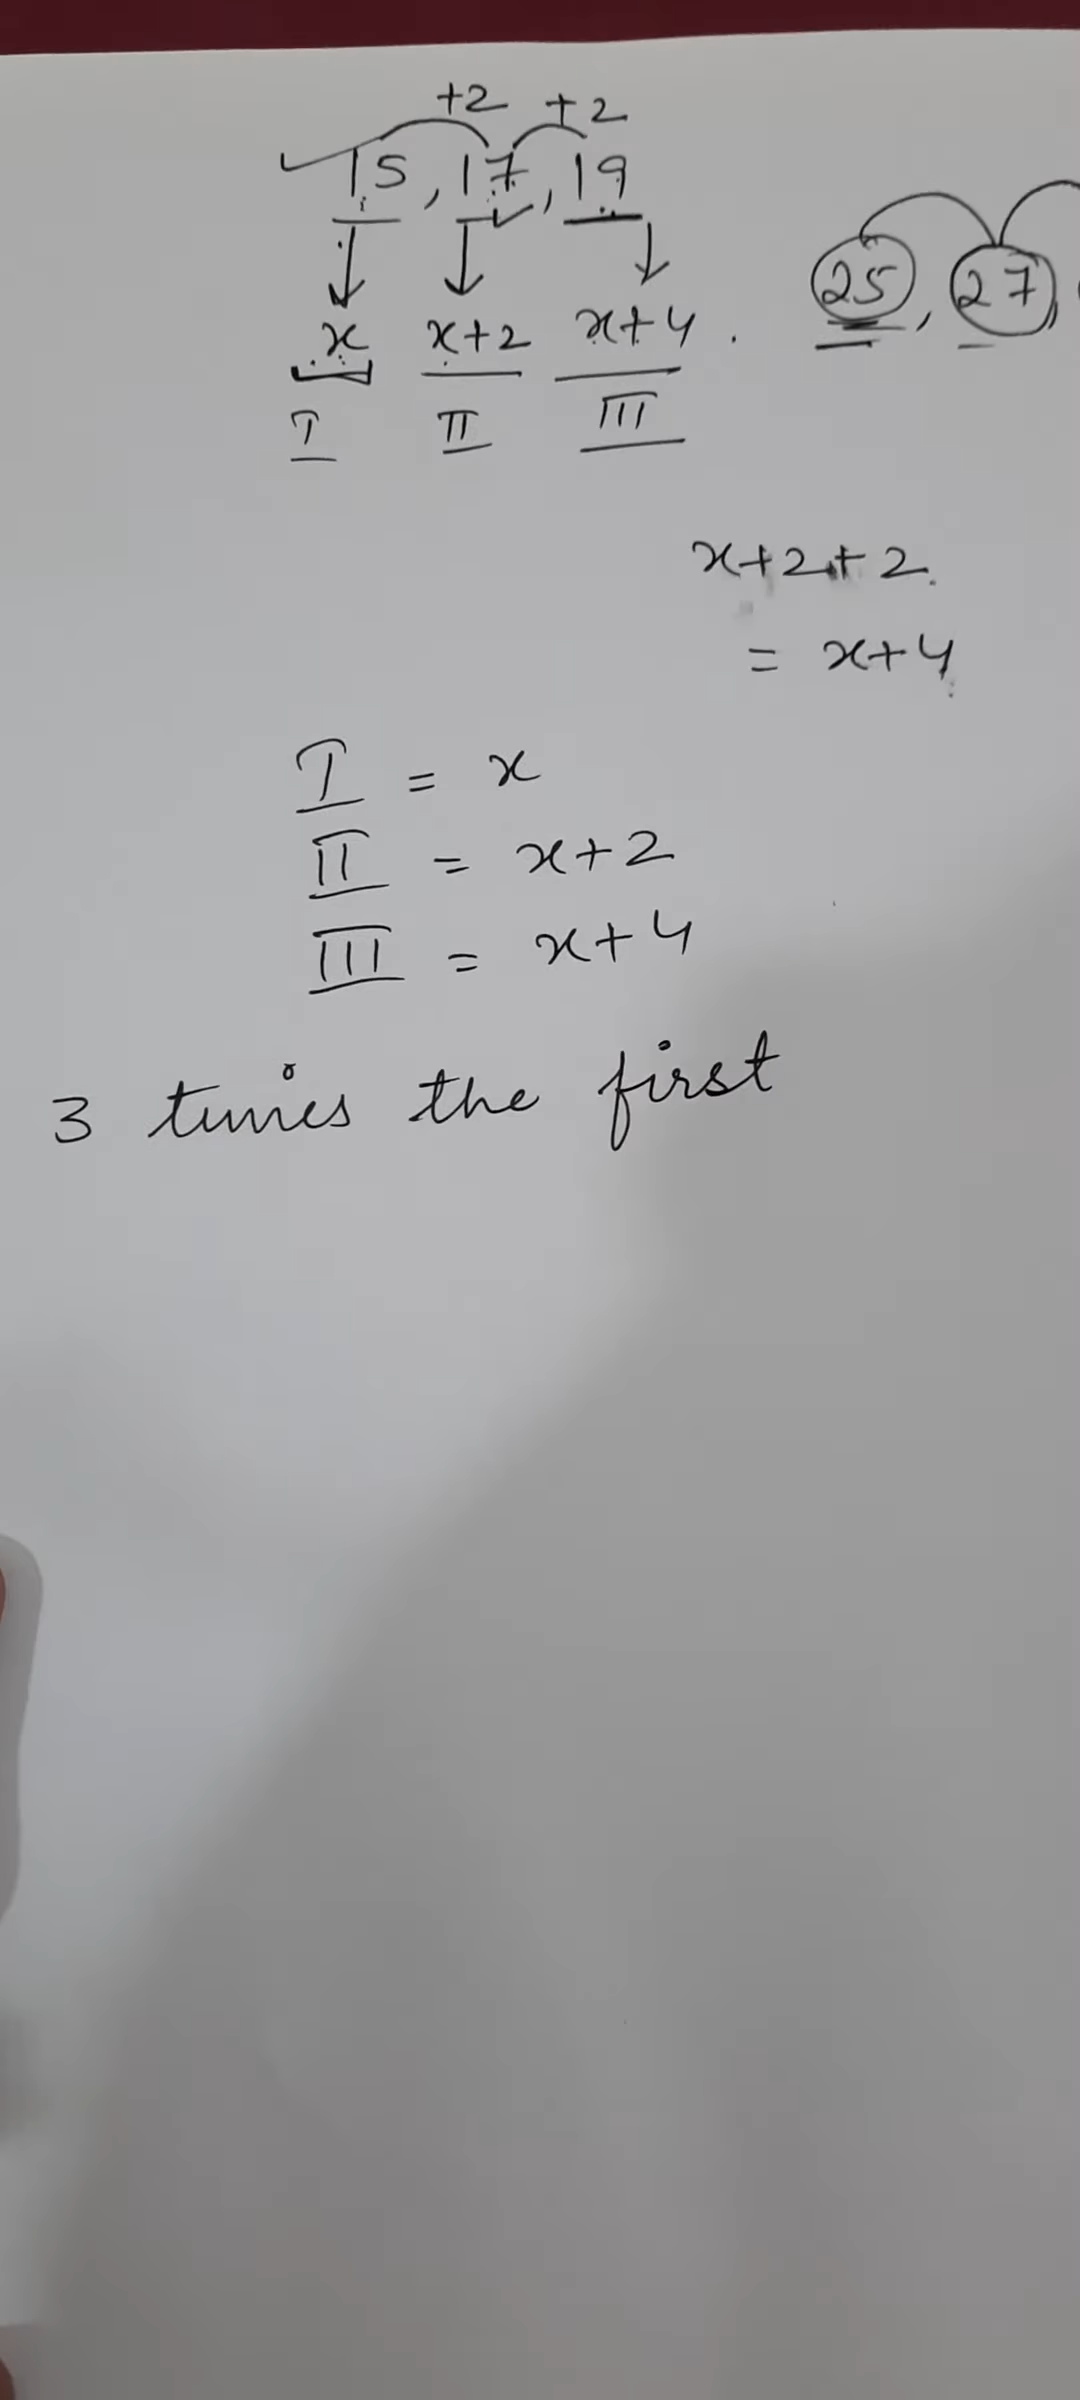 +2 +2
15, 17, 19
25, 27,
x x+2 x+4.
I II III
x+2+2.
= x+4
I = x
II = x+2
III = x+4
3 times the first